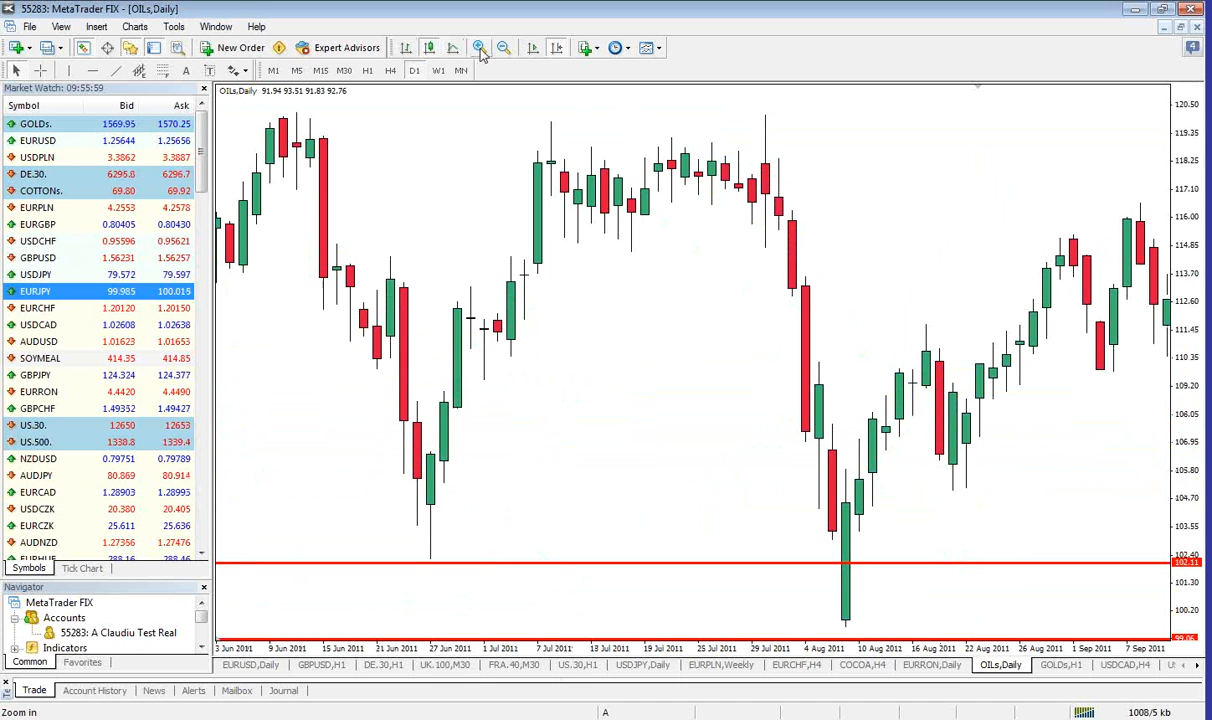 55283: MetaTrader FIX - [OILs,Daily]
File View Insert Charts Tools Window Help
New Order Expert Advisors
4
A T M1 M5 M15 M30 H1 H4 D1 W1 MN
Market Watch: 09:55:59
Symbol Bid Ask
GOLDs. 1569.95 1570.25
EURUSD 1.25644 1.25656
USDPLN 3.3862 3.3887
DE.30. 6295.8 6296.7
COTTONs. 69.80 69.92
EURPLN 4.2553 4.2578
EURGBP 0.80405 0.80430
USDCHF 0.95596 0.95621
GBPUSD 1.56231 1.56257
USDJPY 79.572 79.597
EURJPY 99.985 100.015
EURCHF 1.20120 1.20150
USDCAD 1.02608 1.02638
AUDUSD 1.01623 1.01653
SOYMEAL 414.35 414.85
GBPJPY 124.324 124.377
EURRON 4.4420 4.4490
GBPCHF 1.49352 1.49427
US.30. 12650 12653
US.500. 1338.8 1339.4
NZDUSD 0.79751 0.79789
AUDJPY 80.869 80.914
EURCAD 1.28903 1.28995
USDCZK 20.380 20.405
EURCZK 25.611 25.636
AUDNZD 1.27356 1.27476
EURHUF 288.16 288.46
Symbols Tick Chart
Navigator
MetaTrader FIX
Accounts
55283: A Claudiu Test Real
Indicators
Common Favorites
OILs,Daily 91.94 93.51 91.83 92.76
120.50
119.35
118.25
117.10
116.00
114.85
113.70
112.60
111.45
110.35
109.20
108.05
106.95
105.80
104.70
103.55
102.40
102.11
101.30
100.20
99.06
3 Jun 2011 9 Jun 2011 15 Jun 2011 21 Jun 2011 27 Jun 2011 1 Jul 2011 7 Jul 2011 13 Jul 2011 19 Jul 2011 25 Jul 2011 29 Jul 2011 4 Aug 2011 10 Aug 2011 16 Aug 2011 22 Aug 2011 26 Aug 2011 1 Sep 2011 7 Sep 2011
EURUSD,Daily GBPUSD,H1 DE.30,H1 UK.100,M30 FRA.40,M30 US.30,H1 USDJPY,Daily EURPLN,Weekly EURCHF,H4 COCOA,H4 EURRON,Daily OILs,Daily GOLDs,H1 USDCAD,H4
Trade Account History News Alerts Mailbox Journal
Zoom in A 1008/5 kb